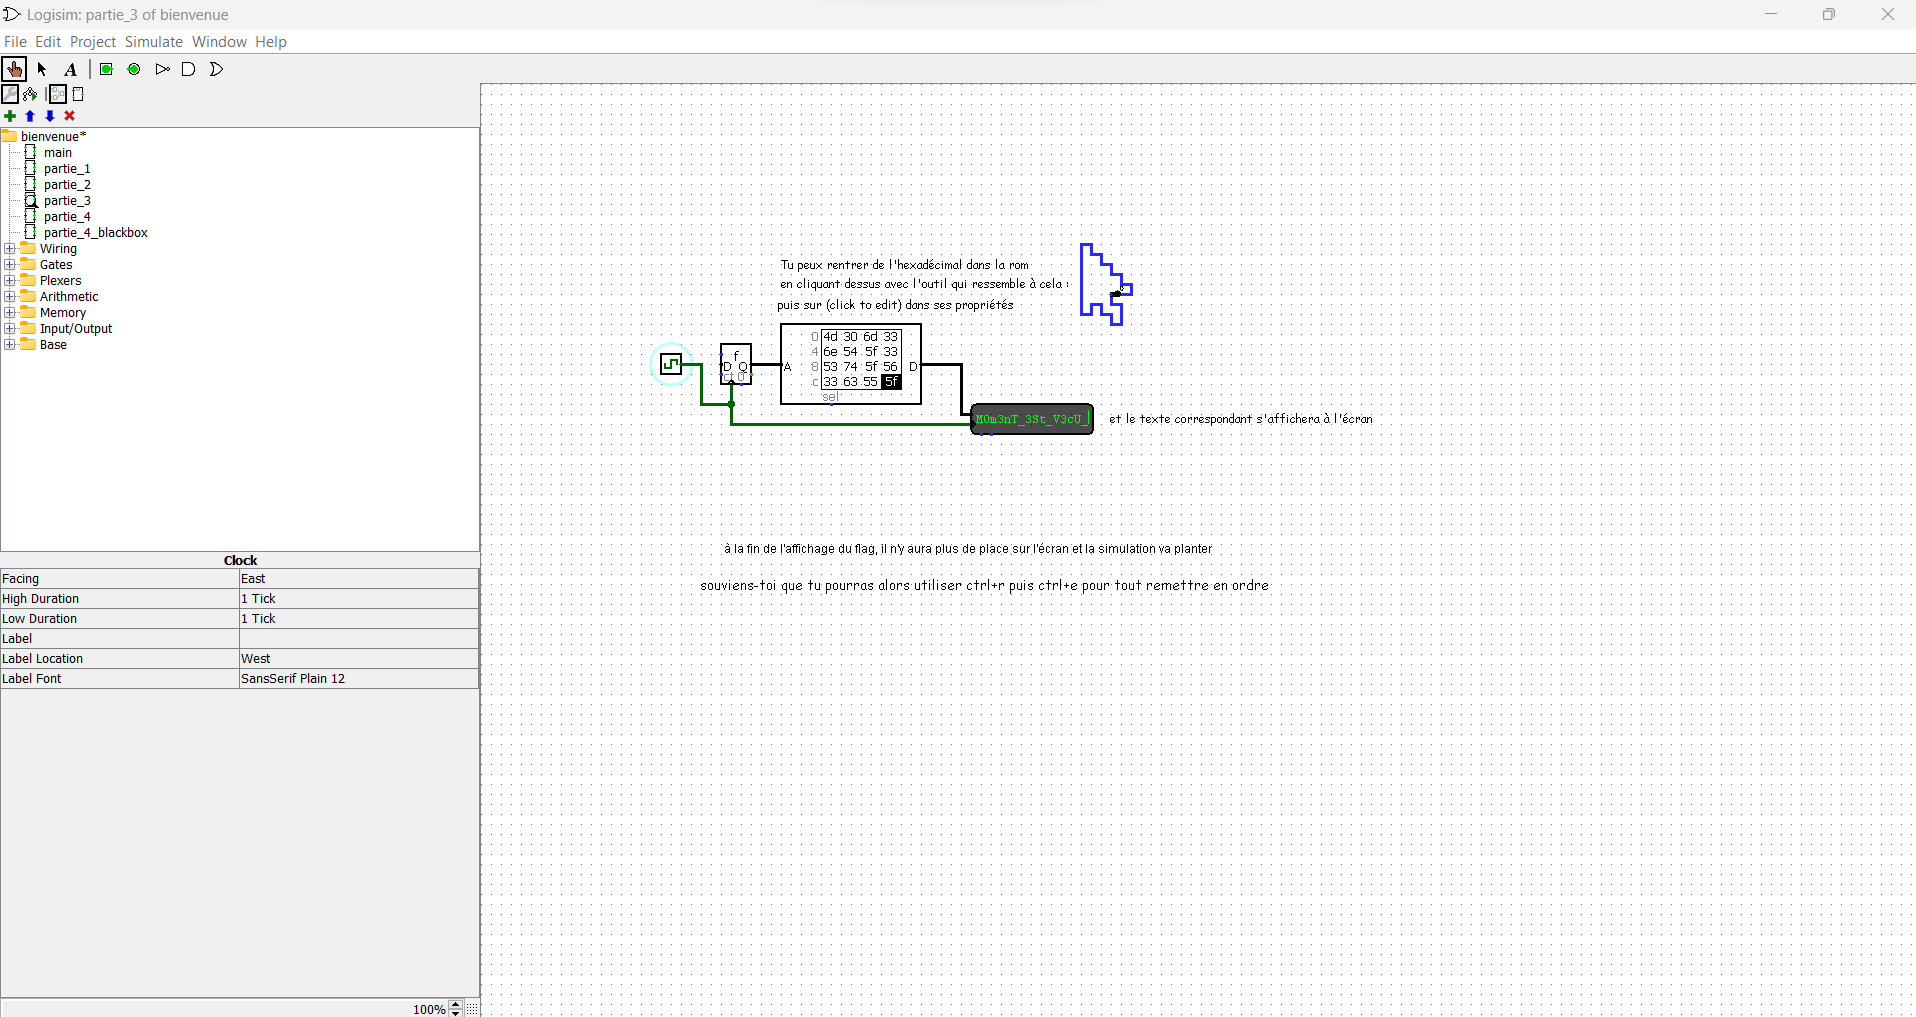 Logisim: partie_3 of bienvenue
File Edit Project Simulate Window Help
bienvenue*
main
partie_1
partie_2
partie_3
partie_4
partie_4_blackbox
Wiring
Gates
Plexers
Arithmetic
Memory
Input/Output
Base
Clock
Facing East
High Duration 1 Tick
Low Duration 1 Tick
Label
Label Location West
Label Font SansSerif Plain 12
100%
Tu peux rentrer de l'hexadécimal dans la rom
en cliquant dessus avec l'outil qui ressemble à cela :
puis sur (click to edit) dans ses propriétés
f
D Q
ct 0
A
0 4d 30 6d 33
4 6e 54 5f 33
8 53 74 5f 56
c 33 63 55 5f
D
sel
M0m3nT_3St_V3cU_
et le texte correspondant s'affichera à l'écran
à la fin de l'affichage du flag, il n'y aura plus de place sur l'écran et la simulation va planter
souviens-toi que tu pourras alors utiliser ctrl+r puis ctrl+e pour tout remettre en ordre